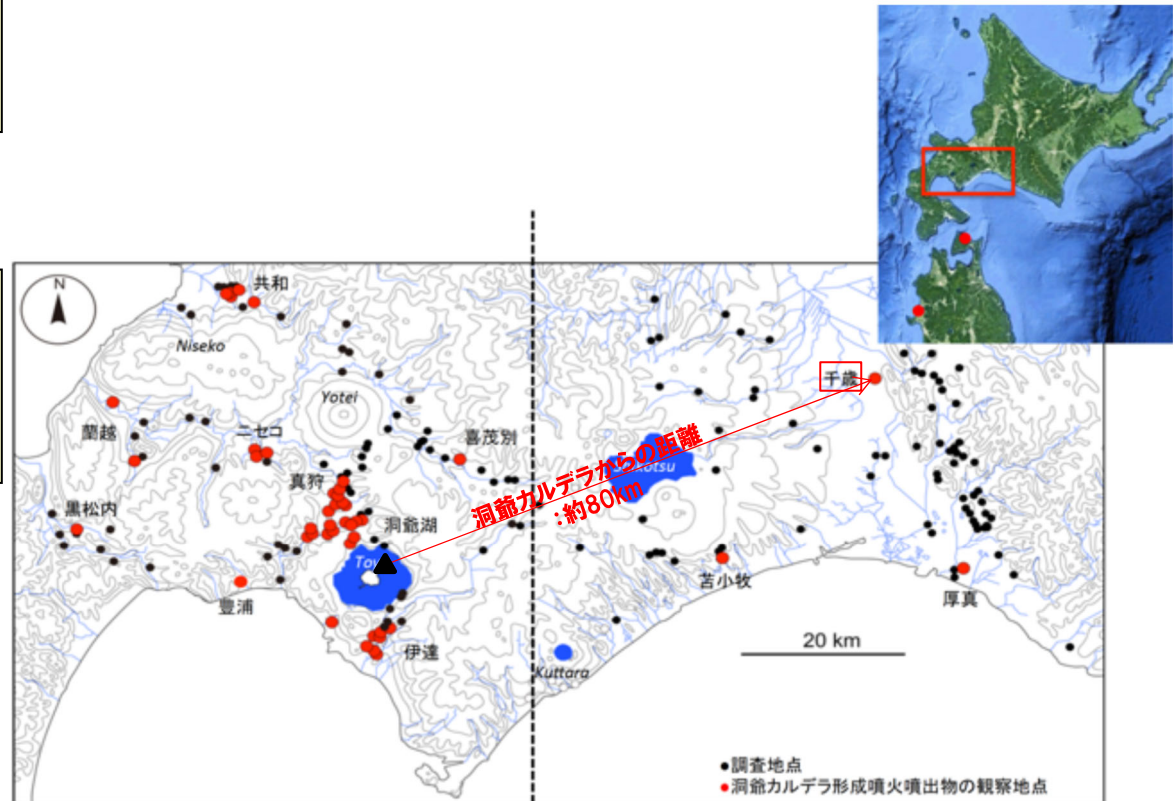 N
共和
Niseko
Yotei
千歳
蘭越
ニセコ
喜茂別
真狩
洞爺カルデラからの距離
:約80km
黒松内
洞爺湖
豊浦
苫小牧
厚真
伊達
Kuttara
20 km
●調査地点
●洞爺カルデラ形成噴火噴出物の観察地点